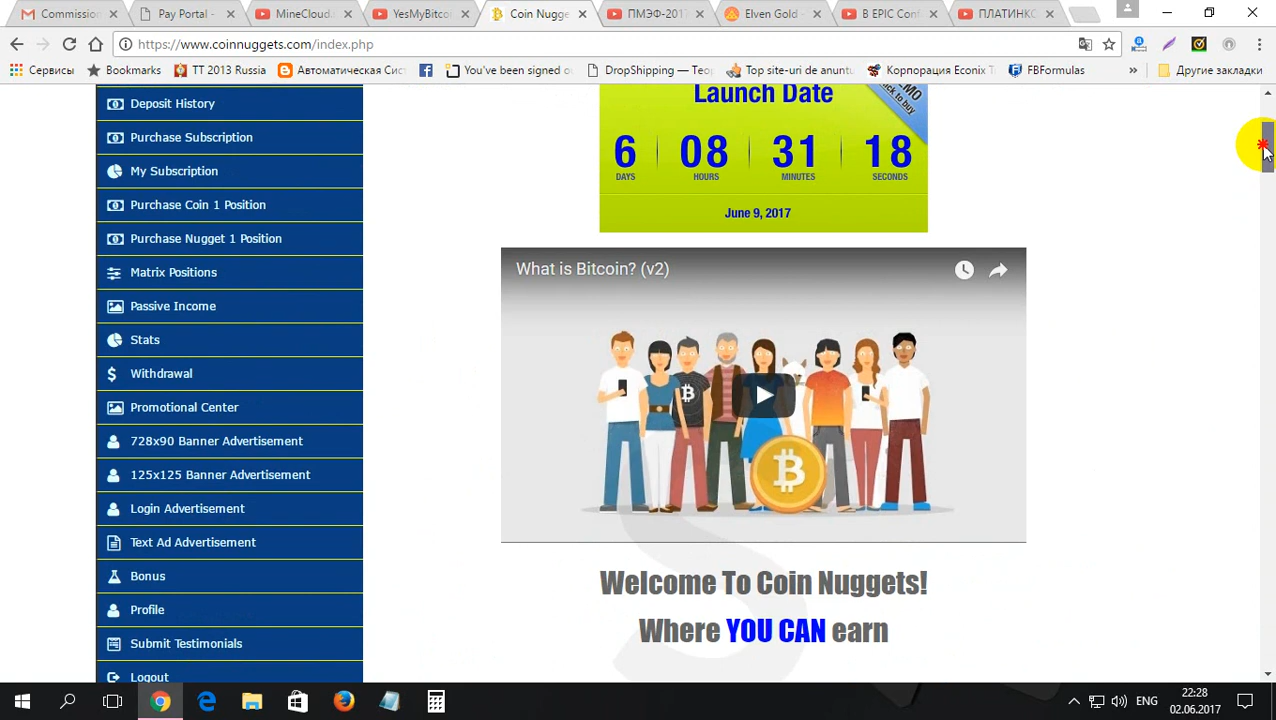 Commissio
Pay Portal -
MineCloud.
YesMyBitcoi
Coin Nugge
ПМЭФ-201
Elven Gold -
B EPIC Conf
ПЛАТИНКО
https://www.coinnuggets.com/index.php
Сервисы
Bookmarks
TT 2013 Russia
Автоматическая Сис
You've been signed o
DropShipping — Teo
Top site-uri de anuntu
Корпорация Econix T
FBFormulas
»
Другие закладки
Deposit History
Purchase Subscription
My Subscription
Purchase Coin 1 Position
Purchase Nugget 1 Position
Matrix Positions
Passive Income
Stats
Withdrawal
Promotional Center
728x90 Banner Advertisement
125x125 Banner Advertisement
Login Advertisement
Text Ad Advertisement
Bonus
Profile
Submit Testimonials
Logout
Launch Date
6 08 31 18
DAYS HOURS MINUTES SECONDS
June 9, 2017
What is Bitcoin? (v2)
Welcome To Coin Nuggets!
Where YOU CAN earn
ENG
22:28
02.06.2017